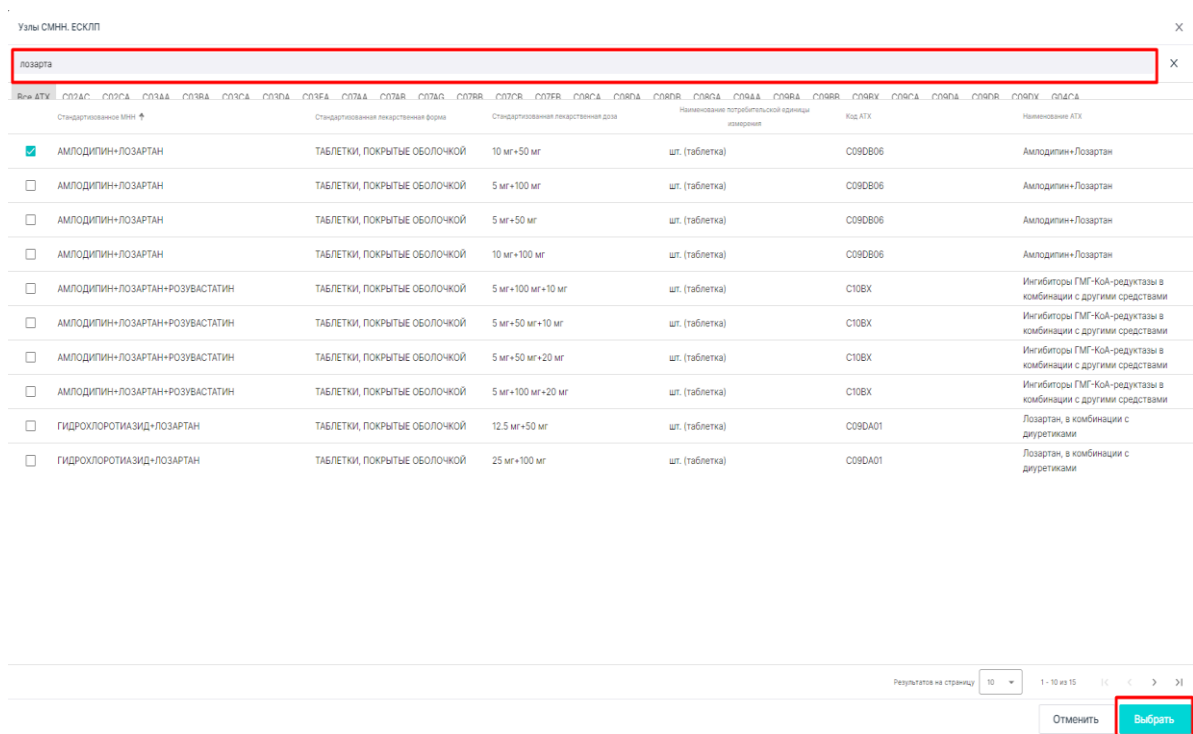 Узлы СМНН. ЕСКЛП
лозарта
Все АТХ C02AC C02CA C03AA C03BA C03CA C03DA C03EA C07AA C07AB C07AG C07BB C07CB C07FB C08CA C08DA C08DB C08GA C09AA C09BA C09BB C09BX C09CA C09DA C09DB C09DX G04CA
Стандартизованное МНН Стандартизованная лекарственная форма Стандартизованная лекарственная доза Наименование потребительской единицы измерения Код АТХ Наименование АТХ
АМЛОДИПИН+ЛОЗАРТАН ТАБЛЕТКИ, ПОКРЫТЫЕ ОБОЛОЧКОЙ 10 мг+50 мг шт. (таблетка) C09DB06 Амлодипин+Лозартан
АМЛОДИПИН+ЛОЗАРТАН ТАБЛЕТКИ, ПОКРЫТЫЕ ОБОЛОЧКОЙ 5 мг+100 мг шт. (таблетка) C09DB06 Амлодипин+Лозартан
АМЛОДИПИН+ЛОЗАРТАН ТАБЛЕТКИ, ПОКРЫТЫЕ ОБОЛОЧКОЙ 5 мг+50 мг шт. (таблетка) C09DB06 Амлодипин+Лозартан
АМЛОДИПИН+ЛОЗАРТАН ТАБЛЕТКИ, ПОКРЫТЫЕ ОБОЛОЧКОЙ 10 мг+100 мг шт. (таблетка) C09DB06 Амлодипин+Лозартан
АМЛОДИПИН+ЛОЗАРТАН+РОЗУВАСТАТИН ТАБЛЕТКИ, ПОКРЫТЫЕ ОБОЛОЧКОЙ 5 мг+100 мг+10 мг шт. (таблетка) C10BX Ингибиторы ГМГ-КоА-редуктазы в
комбинации с другими средствами
АМЛОДИПИН+ЛОЗАРТАН+РОЗУВАСТАТИН ТАБЛЕТКИ, ПОКРЫТЫЕ ОБОЛОЧКОЙ 5 мг+50 мг+10 мг шт. (таблетка) C10BX Ингибиторы ГМГ-КоА-редуктазы в
комбинации с другими средствами
АМЛОДИПИН+ЛОЗАРТАН+РОЗУВАСТАТИН ТАБЛЕТКИ, ПОКРЫТЫЕ ОБОЛОЧКОЙ 5 мг+50 мг+20 мг шт. (таблетка) C10BX Ингибиторы ГМГ-КоА-редуктазы в
комбинации с другими средствами
АМЛОДИПИН+ЛОЗАРТАН+РОЗУВАСТАТИН ТАБЛЕТКИ, ПОКРЫТЫЕ ОБОЛОЧКОЙ 5 мг+100 мг+20 мг шт. (таблетка) C10BX Ингибиторы ГМГ-КоА-редуктазы в
комбинации с другими средствами
ГИДРОХЛОРОТИАЗИД+ЛОЗАРТАН ТАБЛЕТКИ, ПОКРЫТЫЕ ОБОЛОЧКОЙ 12.5 мг+50 мг шт. (таблетка) C09DA01 Лозартан, в комбинации с
диуретиками
ГИДРОХЛОРОТИАЗИД+ЛОЗАРТАН ТАБЛЕТКИ, ПОКРЫТЫЕ ОБОЛОЧКОЙ 25 мг+100 мг шт. (таблетка) C09DA01 Лозартан, в комбинации с
диуретиками
Результатов на страницу 10 1 - 10 из 15
Отменить Выбрать